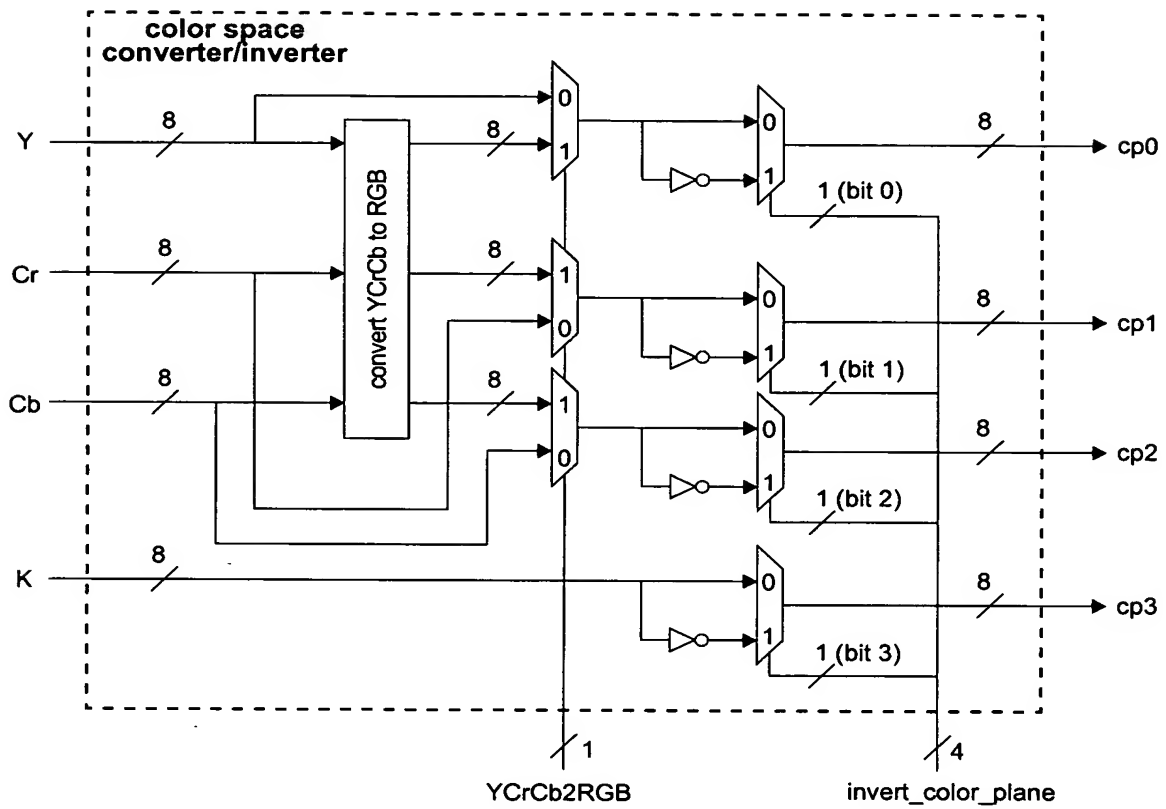 color space
converter/inverter
Y
8
0
1
8
0
1
8
cp0
1 (bit 0)
convert YCrCb to RGB
Cr
8
8
1
0
0
1
8
cp1
1 (bit 1)
Cb
8
8
1
0
0
1
8
cp2
1 (bit 2)
K
8
0
1
8
cp3
1 (bit 3)
1
4
YCrCb2RGB
invert_color_plane